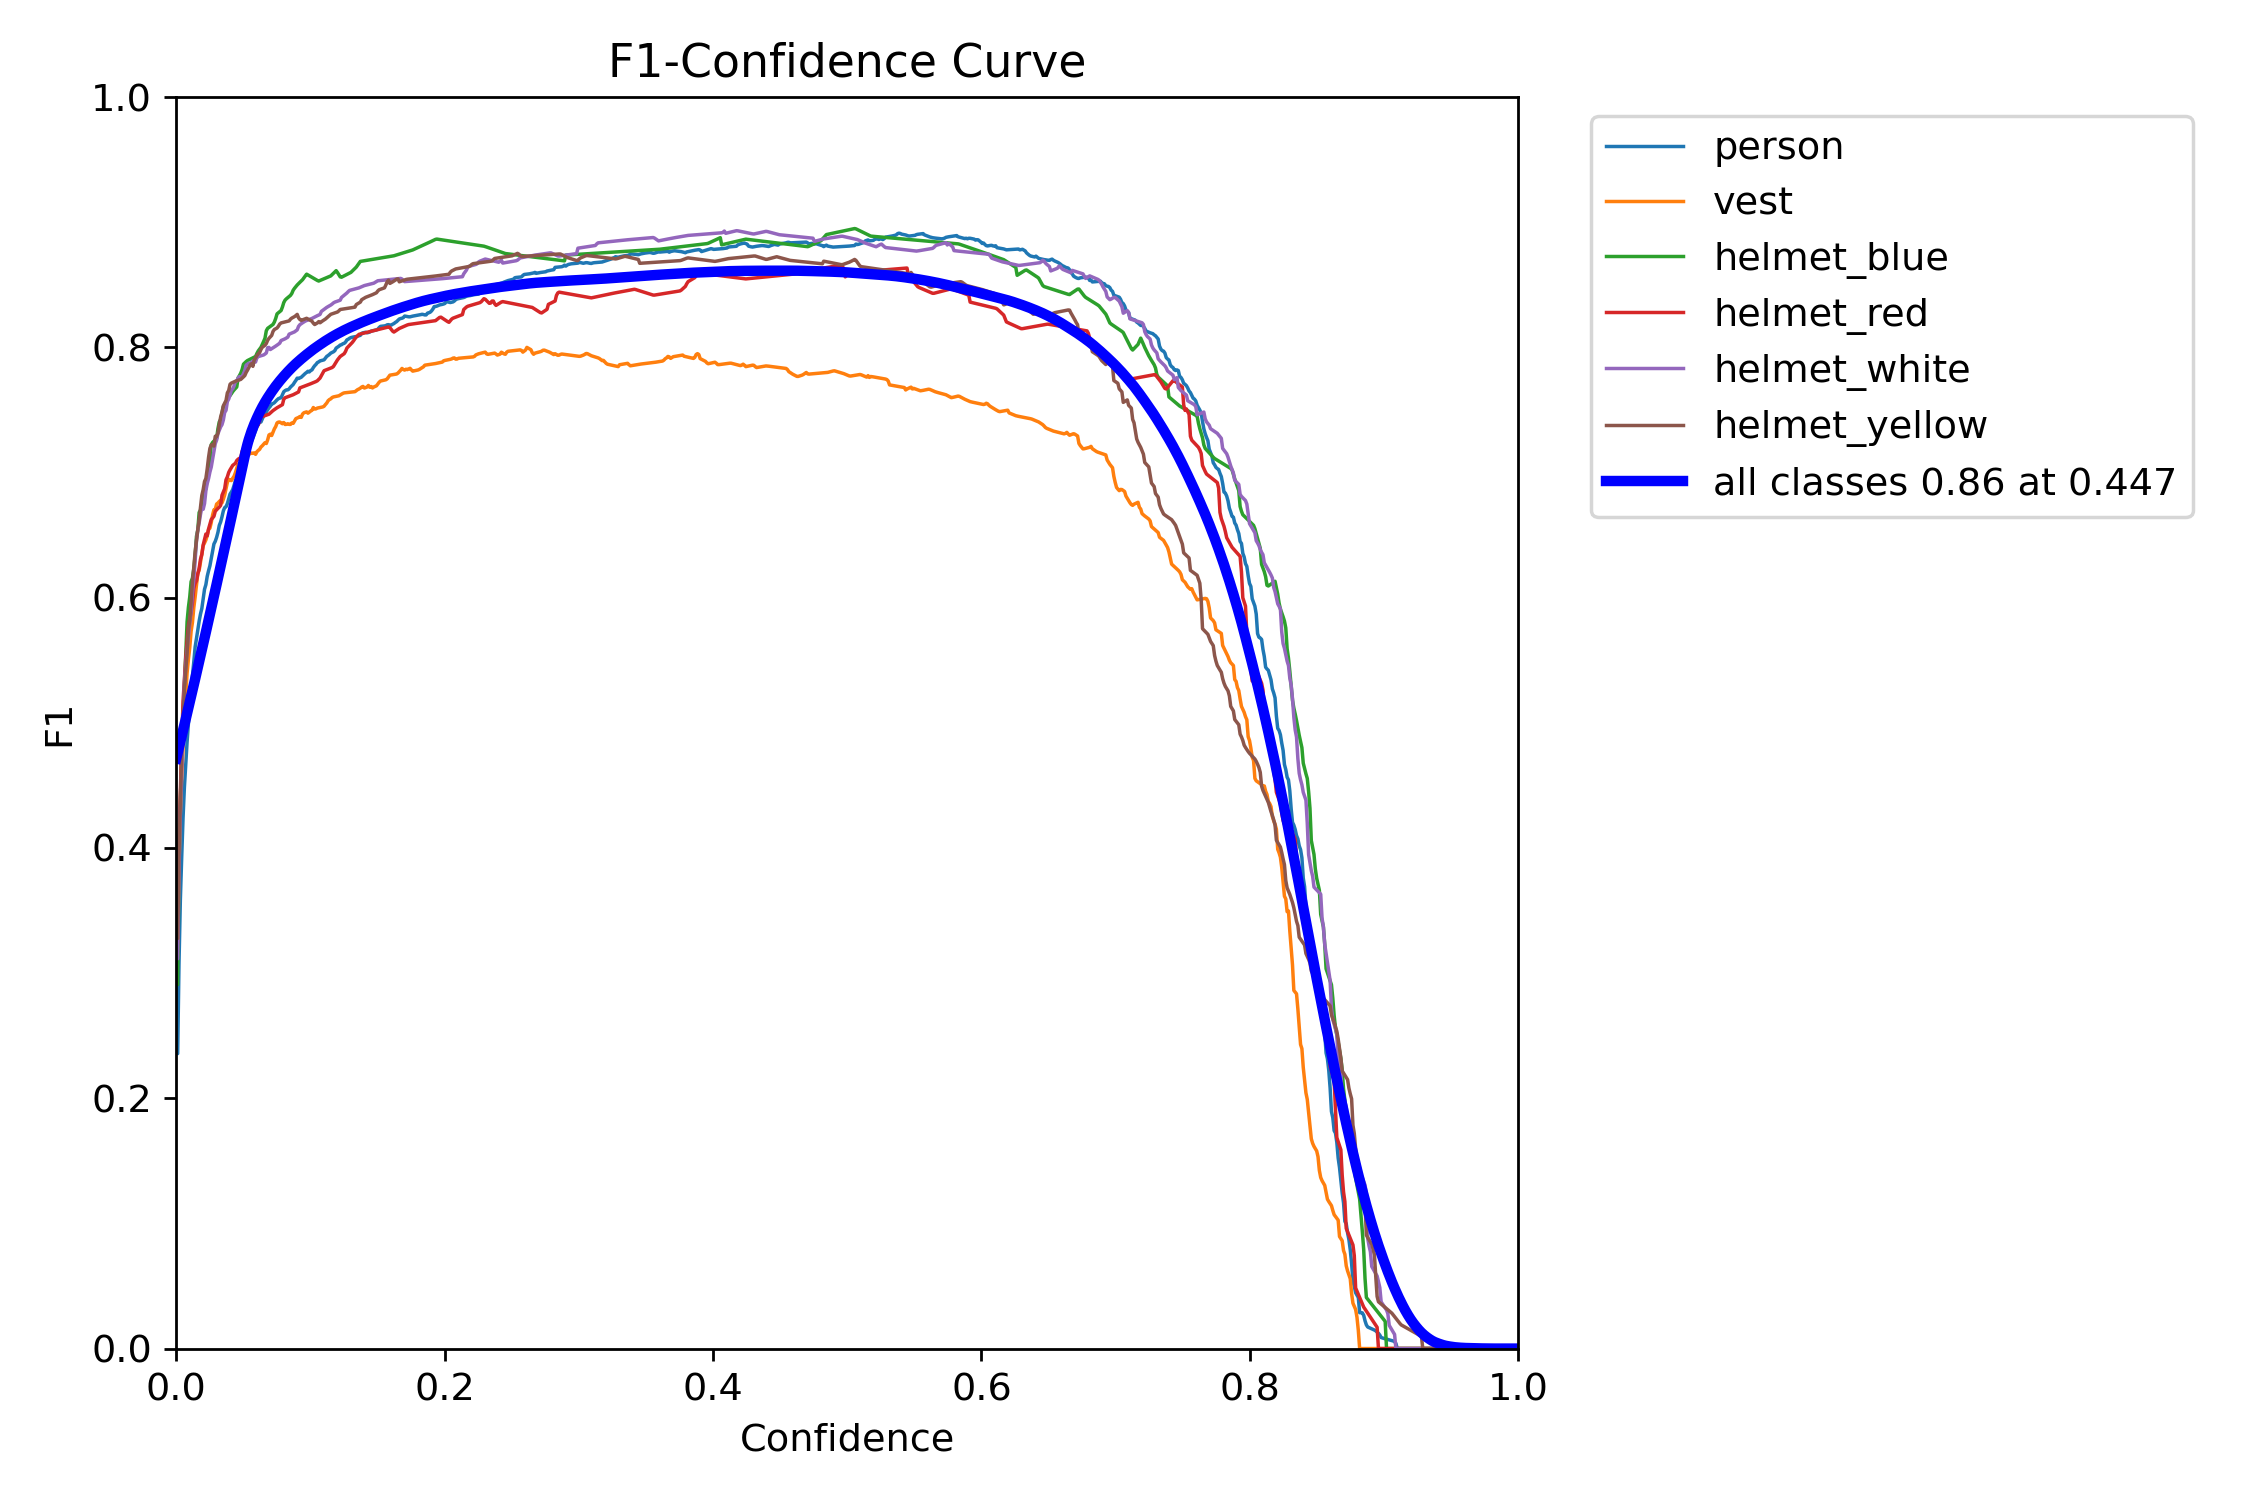 F1-Confidence Curve
1.0
0.8
0.6
0.4
0.2
0.0
F1
0.0 0.2 0.4 0.6 0.8 1.0
Confidence
person
vest
helmet_blue
helmet_red
helmet_white
helmet_yellow
all classes 0.86 at 0.447